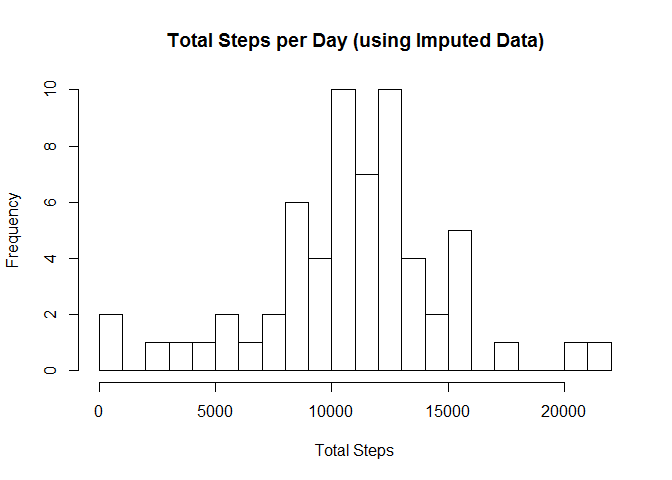 Total Steps per Day (using Imputed Data)
Frequency
10
8
6
4
2
0
0 5000 10000 15000 20000
Total Steps